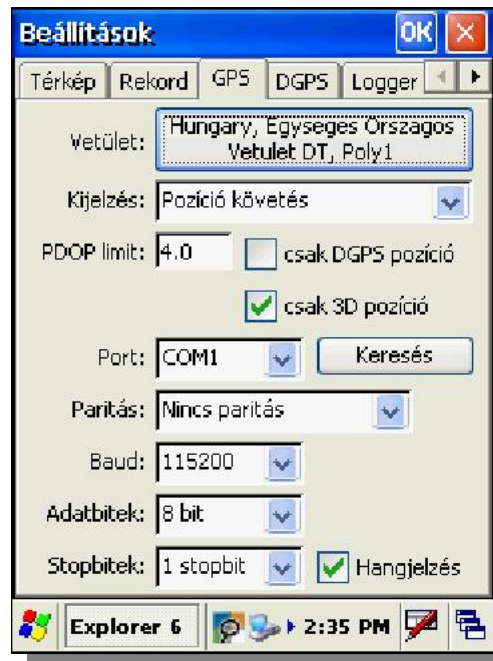 Beállítások OK
Térkép Rekord GPS DGPS Logger
Vetület: Hungary, Egyseges Orszagos
Vetulet DT, Poly1
Kijelzés: Pozíció követés
PDOP limit: 4.0 csak DGPS pozíció
csak 3D pozíció
Port: COM1 Keresés
Paritás: Nincs paritás
Baud: 115200
Adatbitek: 8 bit
Stopbitek: 1 stopbit Hangjelzés
Explorer 6 2:35 PM